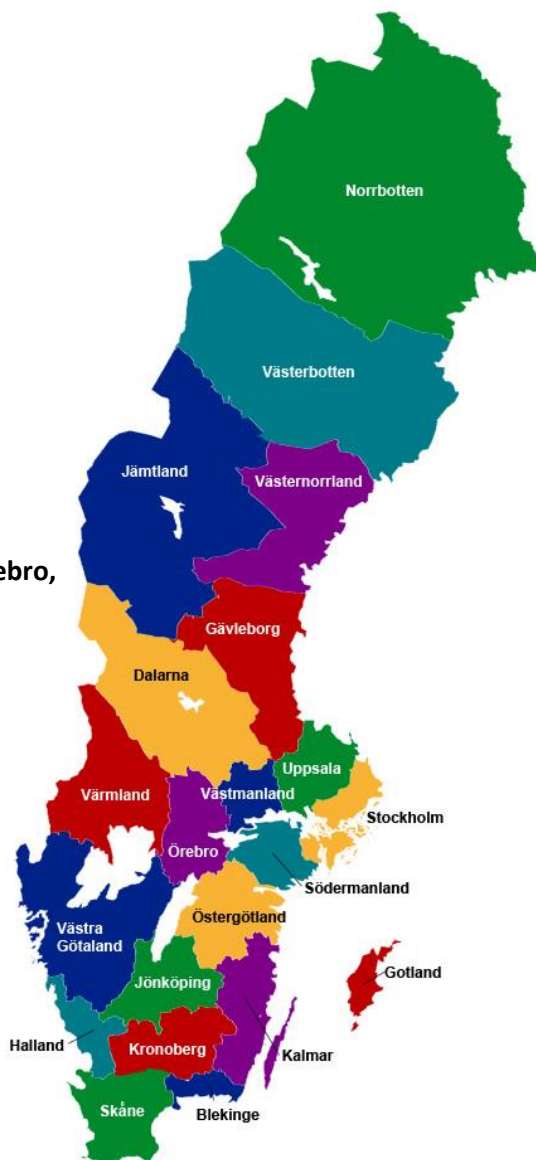 Norrbotten
Västerbotten
Jämtland
Västernorrland
ebro,
Gävleborg
Dalarna
Uppsala
Värmland
Västmanland
Stockholm
Örebro
Södermanland
Östergötland
Västra
Götaland
Gotland
Jönköping
Halland
Kronoberg
Kalmar
Skåne
Blekinge